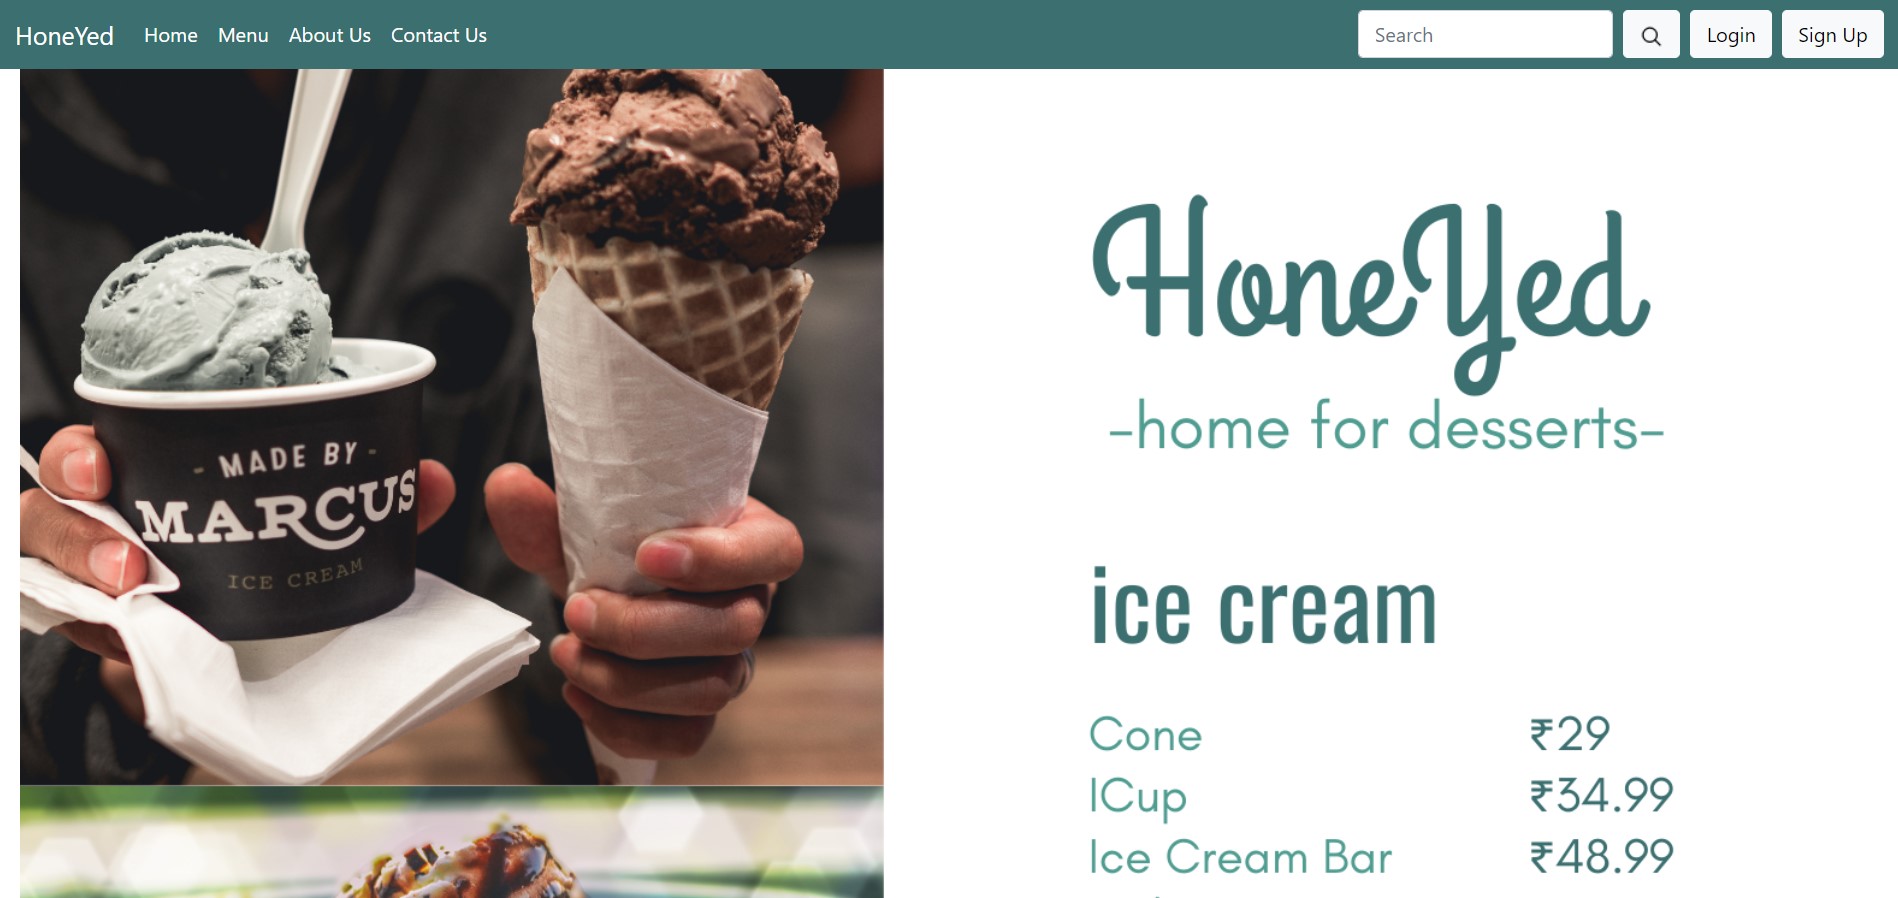 HoneYed Home Menu About Us Contact Us Search Login Sign Up
- MADE BY -
MARCUS
ICE CREAM
HoneYed
-home for desserts-
ice cream
Cone ₹29
ICup ₹34.99
Ice Cream Bar ₹48.99